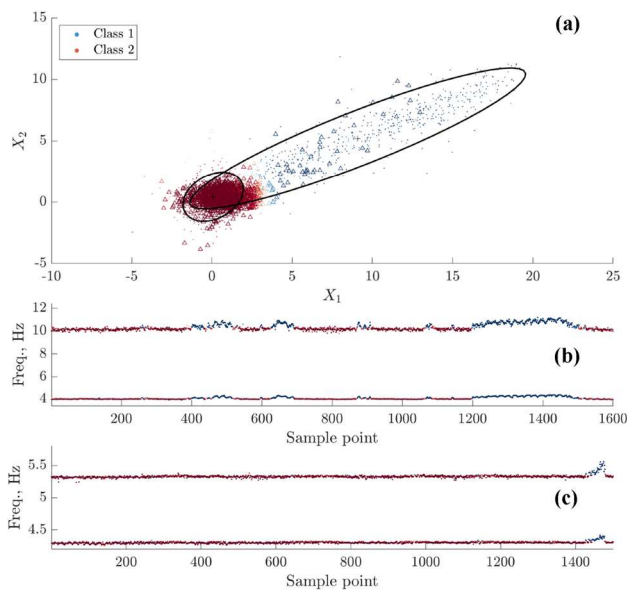 15
Class 1
Class 2
(a)
10
X2
5
0
-5
-10 -5 0 5 10 15 20 25
X1
12
10
8
6
4
Freq., Hz
(b)
200 400 600 800 1000 1200 1400 1600
Sample point
5.5
5
4.5
Freq., Hz
(c)
200 400 600 800 1000 1200 1400
Sample point